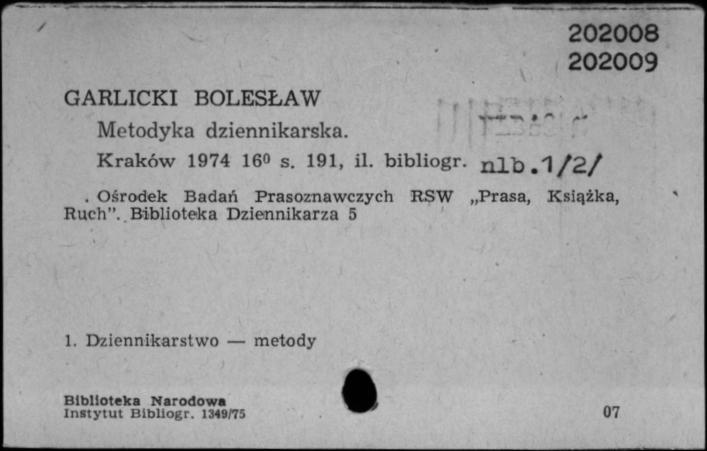 202008
202009
GARLICKI BOLESŁAW
Metodyka dziennikarska.
Kraków 1974 16⁰ s. 191, il. bibliogr. nlb.1/2/
Ośrodek Badań Prasoznawczych RSW „Prasa, Książka,
Ruch”. Biblioteka Dziennikarza 5
1. Dziennikarstwo — metody
Biblioteka Narodowa
Instytut Bibliogr. 1349/75
07